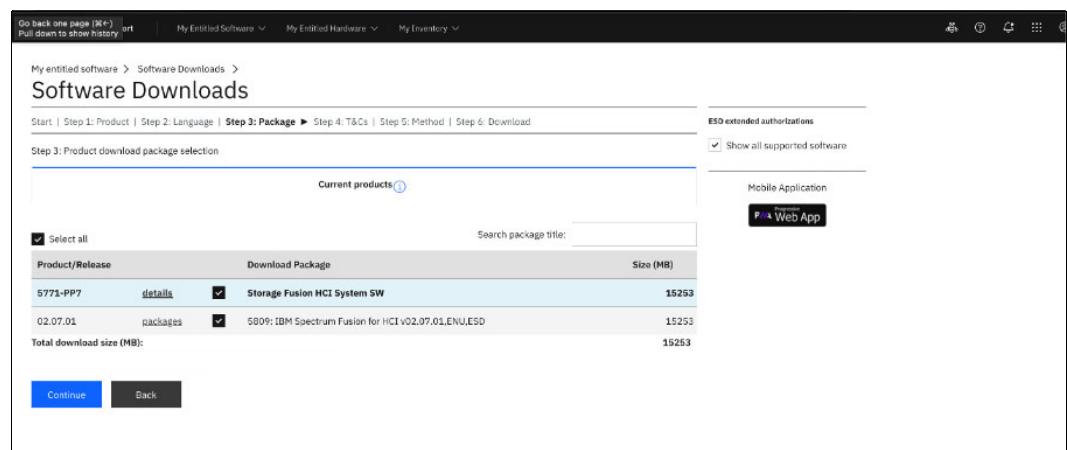 Go back one page (⌘←)
Pull down to show history
ort My Entitled Software My Entitled Hardware My Inventory
My entitled software > Software Downloads >
Software Downloads
Start | Step 1: Product | Step 2: Language | Step 3: Package ▶ Step 4: T&Cs | Step 5: Method | Step 6: Download
ESD extended authorizations
Step 3: Product download package selection
Show all supported software
Current products
Mobile Application
Progressive
PWA Web App
Select all Search package title:
Product/Release Download Package Size (MB)
5771-PP7 details Storage Fusion HCI System SW 15253
02.07.01 packages 5809: IBM Spectrum Fusion for HCI v02.07.01,ENU,ESD 15253
Total download size (MB): 15253
Continue Back